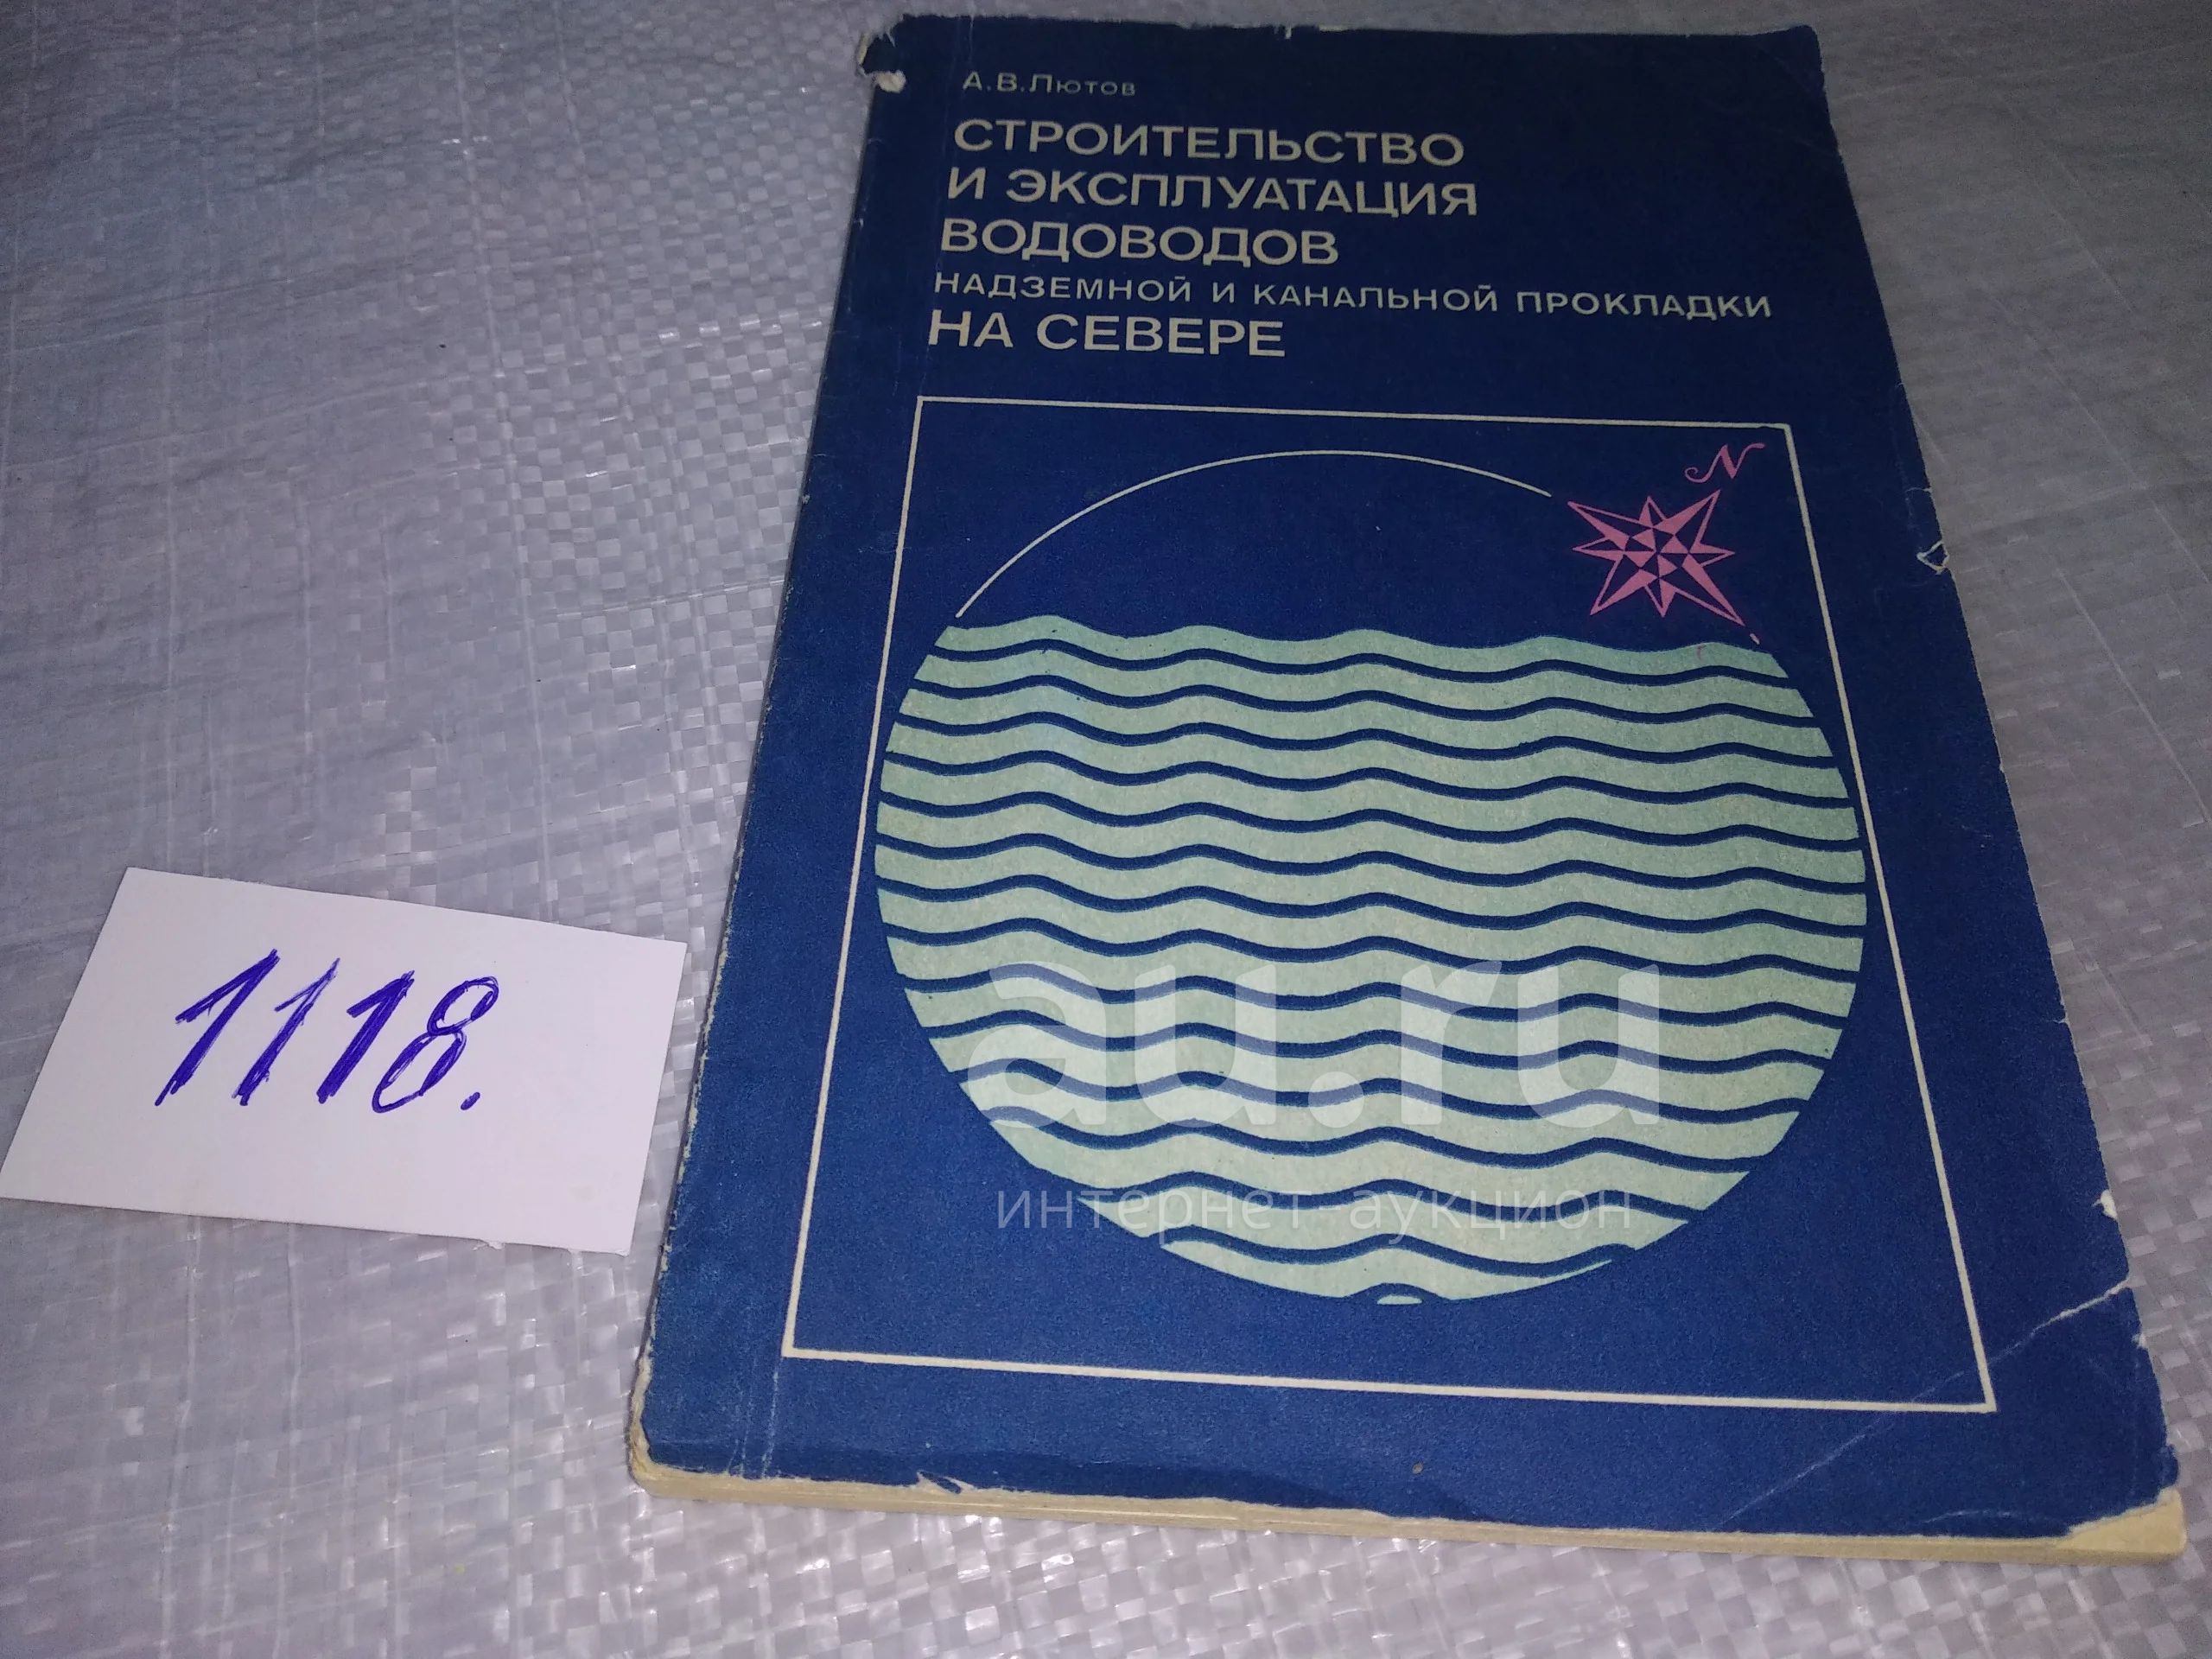 А.В.Лютов
СТРОИТЕЛЬСТВО
И ЭКСПЛУАТАЦИЯ
ВОДОВОДОВ
НАДЗЕМНОЙ И КАНАЛЬНОЙ ПРОКЛАДКИ
НА СЕВЕРЕ
N
1118.
au.ru
интернет-аукцион